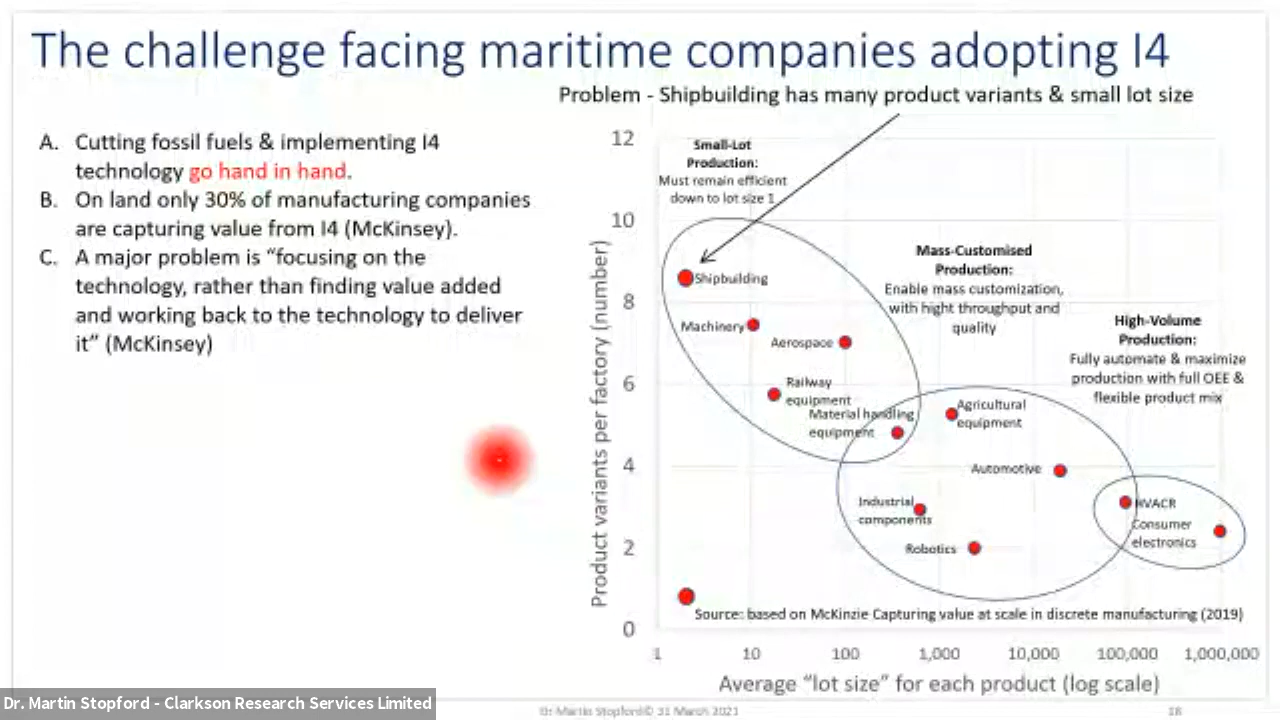 The challenge facing maritime companies adopting I4
Problem - Shipbuilding has many product variants & small lot size
A. Cutting fossil fuels & implementing I4
technology go hand in hand.
B. On land only 30% of manufacturing companies
are capturing value from I4 (McKinsey).
C. A major problem is “focusing on the
technology, rather than finding value added
and working back to the technology to deliver
it” (McKinsey)
Product variants per factory (number)
12
10
8
6
4
2
0
Small-Lot
Production:
Must remain efficient
down to lot size 1
Mass-Customised
Production:
Enable mass customization,
with hight throughput and
quality
High-Volume
Production:
Fully automate & maximize
production with full OEE &
flexible product mix
Shipbuilding
Machinery
Aerospace
Railway
equipment
Material handling
equipment
Agricultural
equipment
Automotive
Industrial
components
Robotics
HVACR
Consumer
electronics
Source: based on McKinzie Capturing value at scale in discrete manufacturing (2019)
1 10 100 1,000 10,000 100,000 1,000,000
Average “lot size” for each product (log scale)
Dr. Martin Stopford - Clarkson Research Services Limited
Dr Martin Stopford© 31 March 2021
18